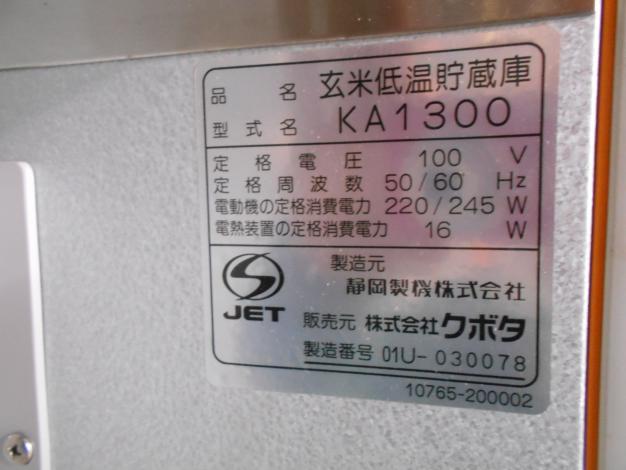 品名 玄米低温貯蔵庫
型式名 KA1300
定格電圧 100 V
定格周波数 50/60 Hz
電動機の定格消費電力 220/245 W
電熱装置の定格消費電力 16 W
JET
製造元
静岡製機株式会社
販売元 株式会社クボタ
製造番号 01U-030078
10765-200002